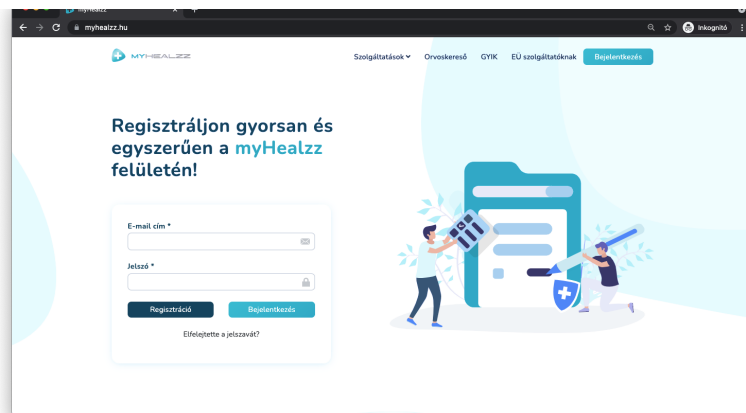 myHealzz
myhealzz.hu
Inkognitó
MYHEALZZ
Szolgáltatások
Orvoskereső
GYIK
EÜ szolgáltatóknak
Bejelentkezés
Regisztráljon gyorsan és
egyszerűen a myHealzz
felületén!
E-mail cím *
Jelszó *
Regisztráció
Bejelentkezés
Elfelejtette a jelszavát?